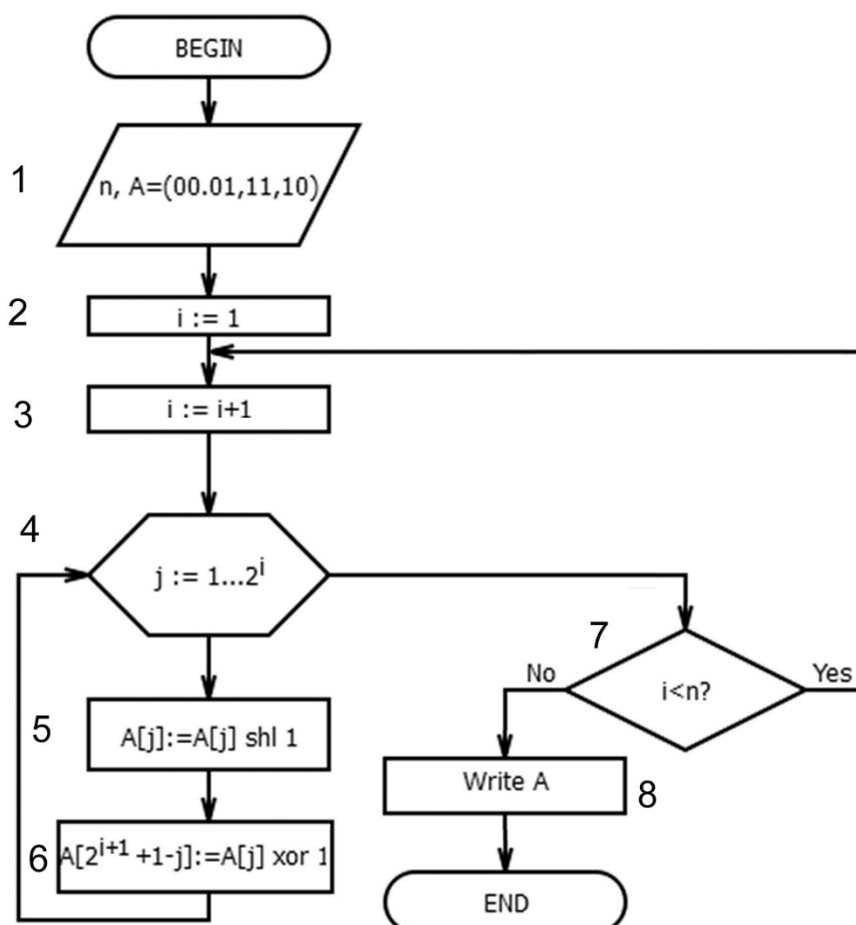 BEGIN
1
n, A=(00.01,11,10)
2
i := 1
3
i := i+1
4
j := 1...2^i
5
A[j]:=A[j] shl 1
6
A[2^{i+1} +1-j]:=A[j] xor 1
7
No
i<n?
Yes
Write A
8
END